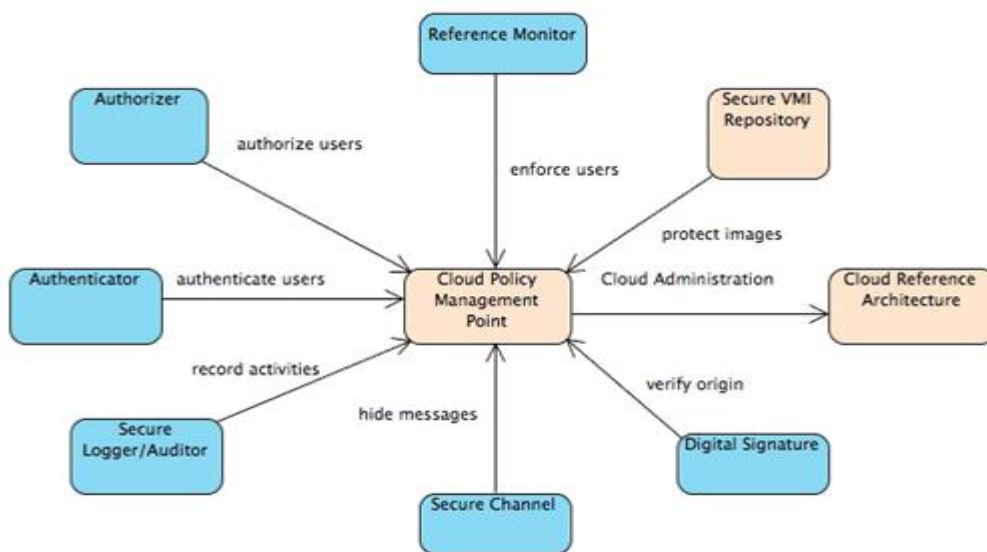 Reference Monitor
Authorizer
Secure VMI
Repository
authorize users
enforce users
protect images
Authenticator
authenticate users
Cloud Policy
Management
Point
Cloud Administration
Cloud Reference
Architecture
record activities
hide messages
verify origin
Secure
Logger/Auditor
Secure Channel
Digital Signature